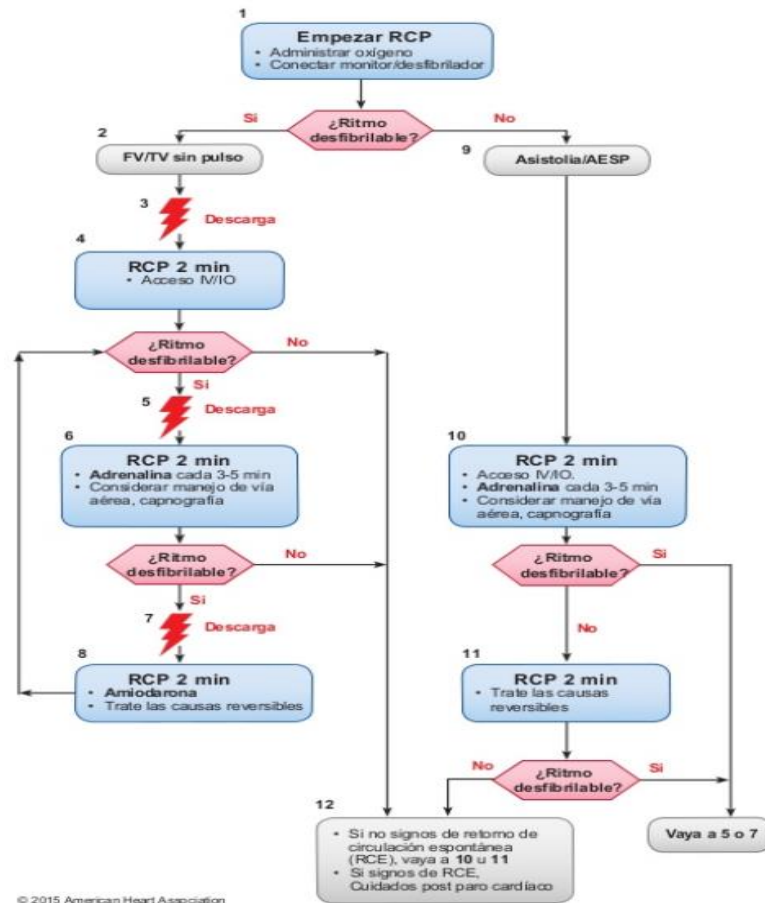 1
Empezar RCP
• Administrar oxígeno
• Conectar monitor/desfibrilador
¿Ritmo
desfibrilable?
Si
No
2
FV/TV sin pulso
9
Asistolia/AESP
3
Descarga
4
RCP 2 min
• Acceso IV/IO
¿Ritmo
desfibrilable?
No
Si
5
Descarga
6
RCP 2 min
• Adrenalina cada 3-5 min
• Considerar manejo de vía
aérea, capnografía
¿Ritmo
desfibrilable?
No
Si
7
Descarga
8
RCP 2 min
• Amiodarona
• Trate las causas reversibles
10
RCP 2 min
• Acceso IV/IO.
• Adrenalina cada 3-5 min
• Considerar manejo de vía
aérea, capnografía
¿Ritmo
desfibrilable?
Si
No
11
RCP 2 min
• Trate las causas
reversibles
¿Ritmo
desfibrilable?
No
Si
12
• Si no signos de retorno de
circulación espontánea
(RCE), vaya a 10 u 11
• Si signos de RCE,
Cuidados post paro cardíaco
Vaya a 5 o 7
© 2015 American Heart Association